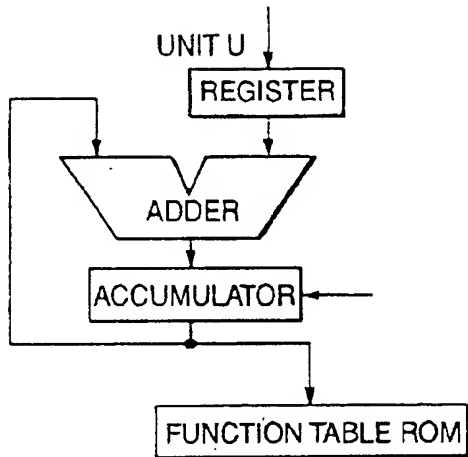 UNIT U
REGISTER
ADDER
ACCUMULATOR
FUNCTION TABLE ROM